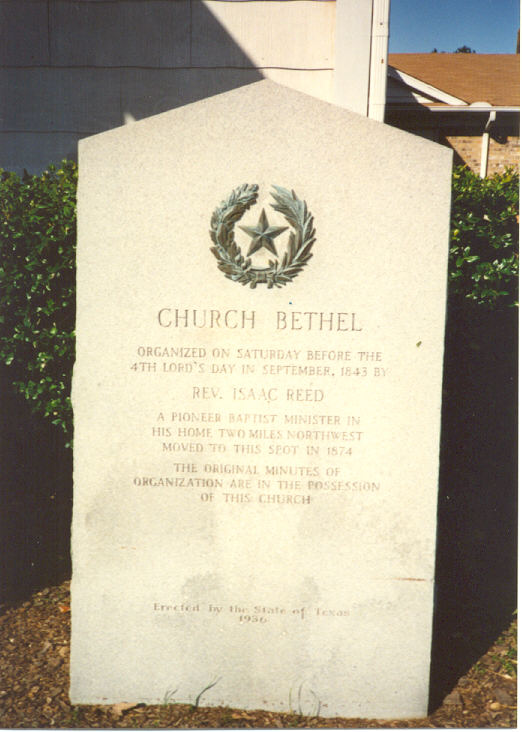 CHURCH BETHEL
ORGANIZED ON SATURDAY BEFORE THE
4TH LORD'S DAY IN SEPTEMBER, 1843 BY
REV. ISAAC REED
A PIONEER BAPTIST MINISTER IN
HIS HOME TWO MILES NORTHWEST
MOVED TO THIS SPOT IN 1874
THE ORIGINAL MINUTES OF
ORGANIZATION ARE IN THE POSSESSION
OF THIS CHURCH
Erected by the State of Texas
1936